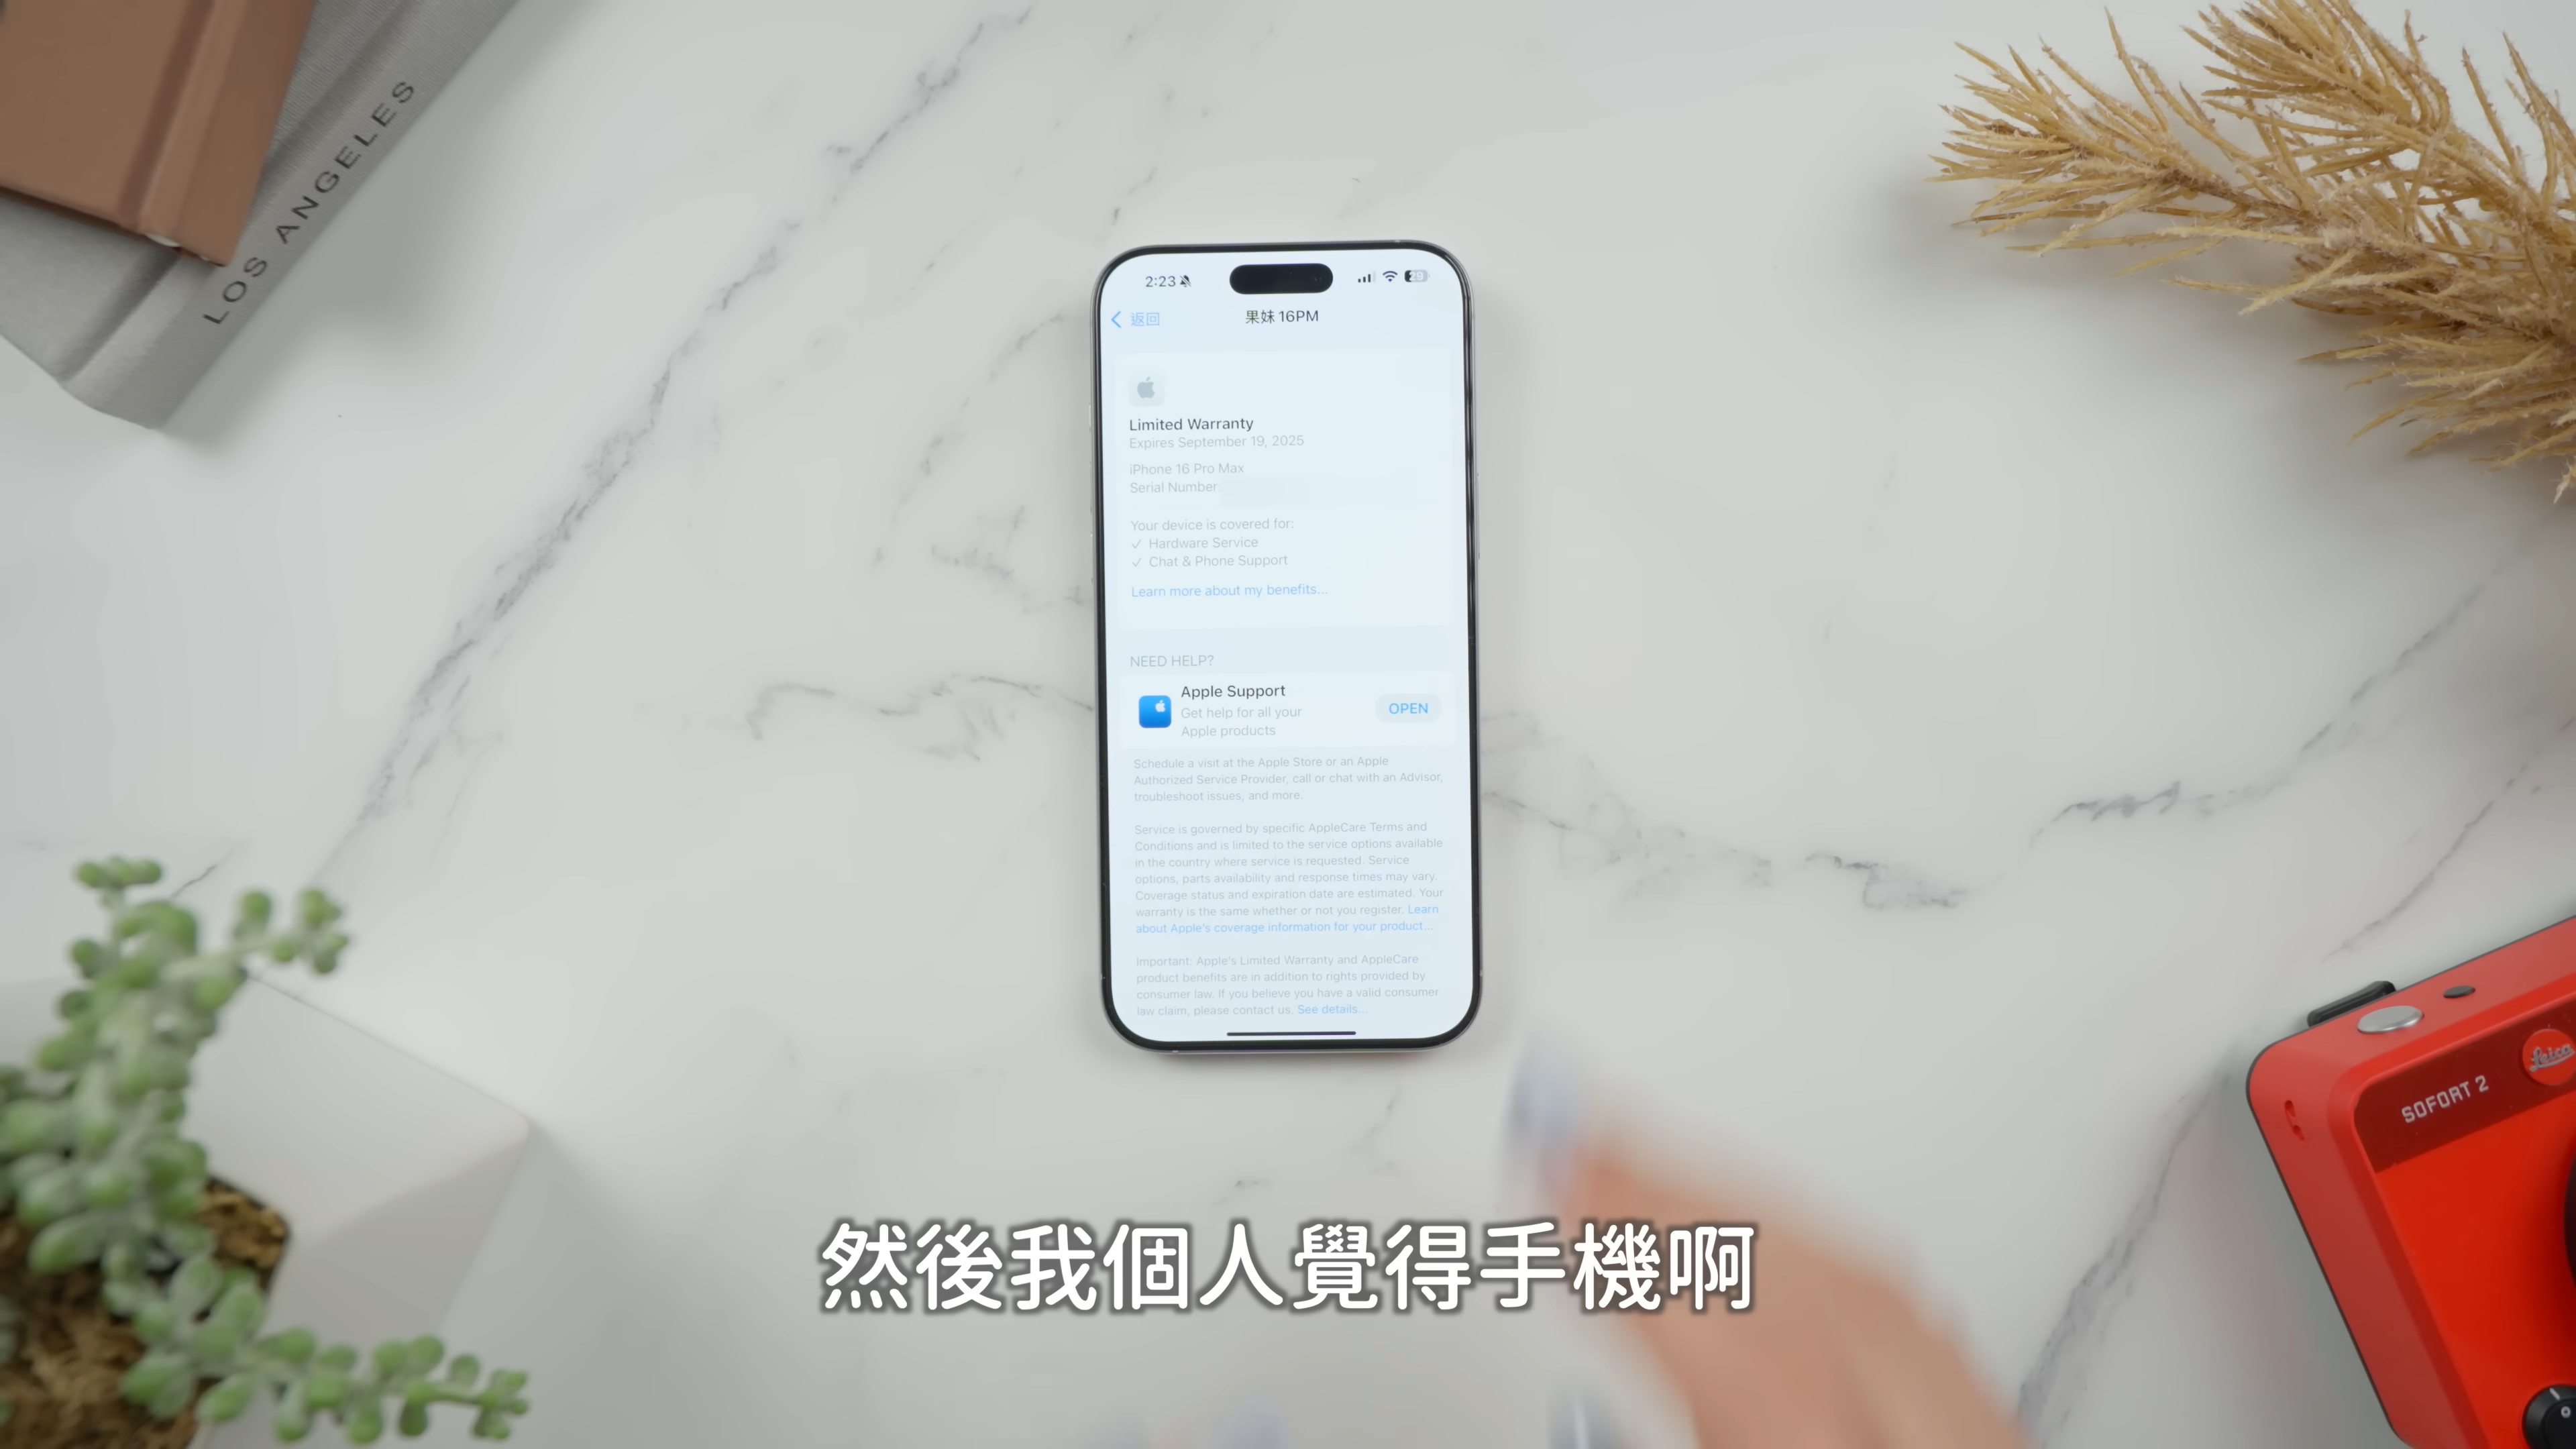 LOS ANGELES
2:23
29
返回
果妹 16PM
Limited Warranty
Expires September 19, 2025
iPhone 16 Pro Max
Serial Number:
Your device is covered for:
✓ Hardware Service
✓ Chat & Phone Support
Learn more about my benefits...
NEED HELP?
Apple Support
Get help for all your
Apple products
OPEN
Schedule a visit at the Apple Store or an Apple
Authorized Service Provider, call or chat with an Advisor,
troubleshoot issues, and more.
Service is governed by specific AppleCare Terms and
Conditions and is limited to the service options available
in the country where service is requested. Service
options, parts availability and response times may vary.
Coverage status and expiration date are estimated. Your
warranty is the same whether or not you register. Learn
about Apple's coverage information for your product...
Important: Apple's Limited Warranty and AppleCare
product benefits are in addition to rights provided by
consumer law. If you believe you have a valid consumer
law claim, please contact us. See details...
Leica
SOFORT 2
然後我個人覺得手機啊